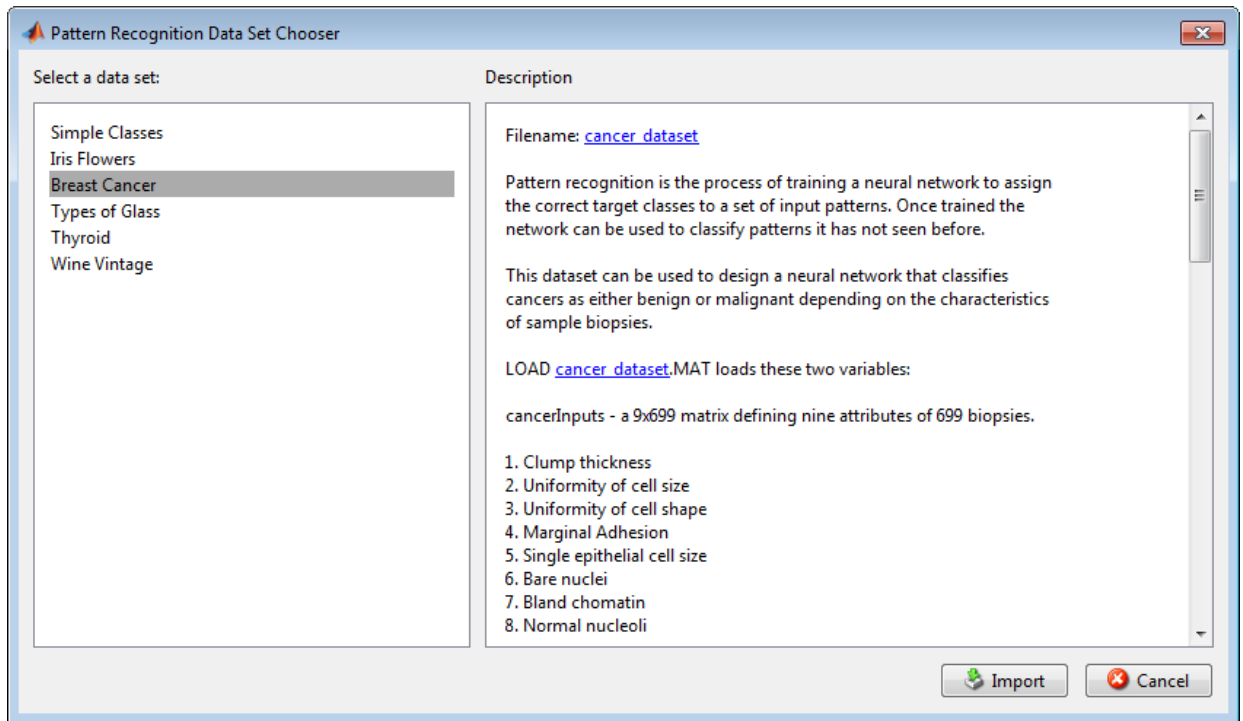 Pattern Recognition Data Set Chooser
Select a data set:
Simple Classes
Iris Flowers
Breast Cancer
Types of Glass
Thyroid
Wine Vintage
Description
Filename: cancer_dataset
Pattern recognition is the process of training a neural network to assign
the correct target classes to a set of input patterns. Once trained the
network can be used to classify patterns it has not seen before.
This dataset can be used to design a neural network that classifies
cancers as either benign or malignant depending on the characteristics
of sample biopsies.
LOAD cancer_dataset.MAT loads these two variables:
cancerInputs - a 9x699 matrix defining nine attributes of 699 biopsies.
1. Clump thickness
2. Uniformity of cell size
3. Uniformity of cell shape
4. Marginal Adhesion
5. Single epithelial cell size
6. Bare nuclei
7. Bland chomatin
8. Normal nucleoli
Import
Cancel